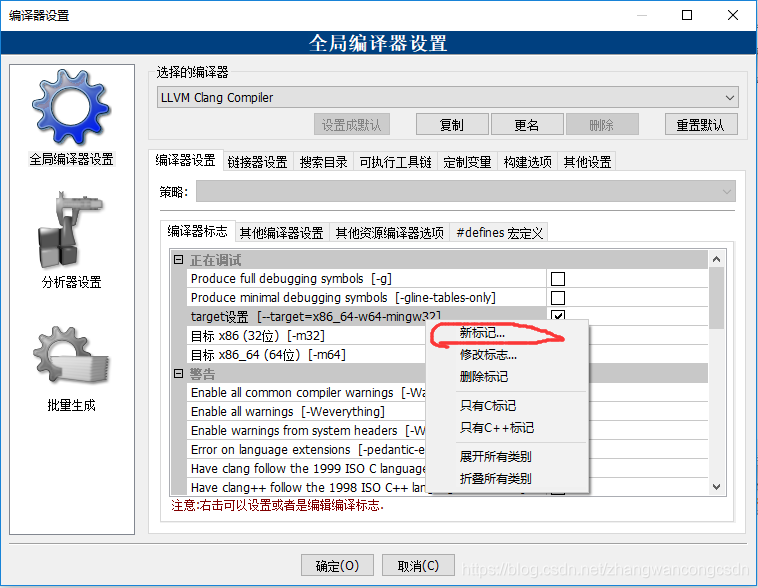 编译器设置
全局编译器设置
全局编译器设置
分析器设置
批量生成
选择的编译器
LLVM Clang Compiler
设置成默认 复制 更名 删除 重置默认
编译器设置 链接器设置 搜索目录 可执行工具链 定制变量 构建选项 其他设置
策略:
编译器标志 其他编译器设置 其他资源编译器选项 #defines 宏定义
正在调试
Produce full debugging symbols [-g]
Produce minimal debugging symbols [-gline-tables-only]
target设置 [--target=x86_64-w64-mingw32]
目标 x86 (32位) [-m32]
目标 x86_64 (64位) [-m64]
警告
Enable all common compiler warnings [-Wa
Enable all warnings [-Weverything]
Enable warnings from system headers [-W
Error on language extensions [-pedantic-e
Have clang follow the 1999 ISO C language
Have clang++ follow the 1998 ISO C++ lang
新标记...
修改标志...
删除标记
只有C标记
只有C++标记
展开所有类别
折叠所有类别
注意:右击可以设置或者是编辑编译标志.
确定(O) 取消(C)
https://blog.csdn.net/zhangwancongcsdn